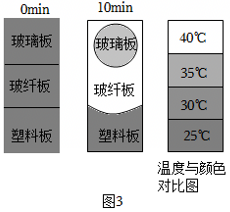 0min
10min
玻璃板
玻纤板
塑料板
玻璃板
玻纤板
塑料板
40℃
35℃
30℃
25℃
温度与颜色
对比图
图3